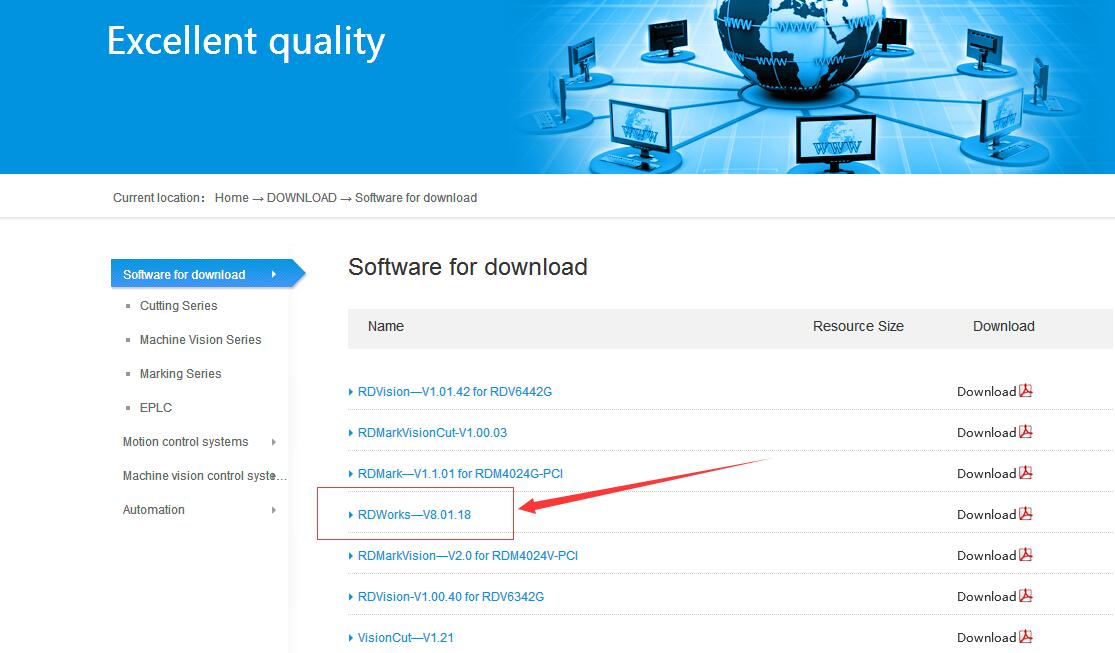 Excellent quality
WWW
WWW
WWW
WWW
WWW
WWW
Current location： Home → DOWNLOAD → Software for download
Software for download
Cutting Series
Machine Vision Series
Marking Series
EPLC
Motion control systems
Machine vision control syste...
Automation
Software for download
Name Resource Size Download
RDVision—V1.01.42 for RDV6442G Download
RDMarkVisionCut-V1.00.03 Download
RDMark—V1.1.01 for RDM4024G-PCI Download
RDWorks—V8.01.18 Download
RDMarkVision—V2.0 for RDM4024V-PCI Download
RDVision-V1.00.40 for RDV6342G Download
VisionCut—V1.21 Download